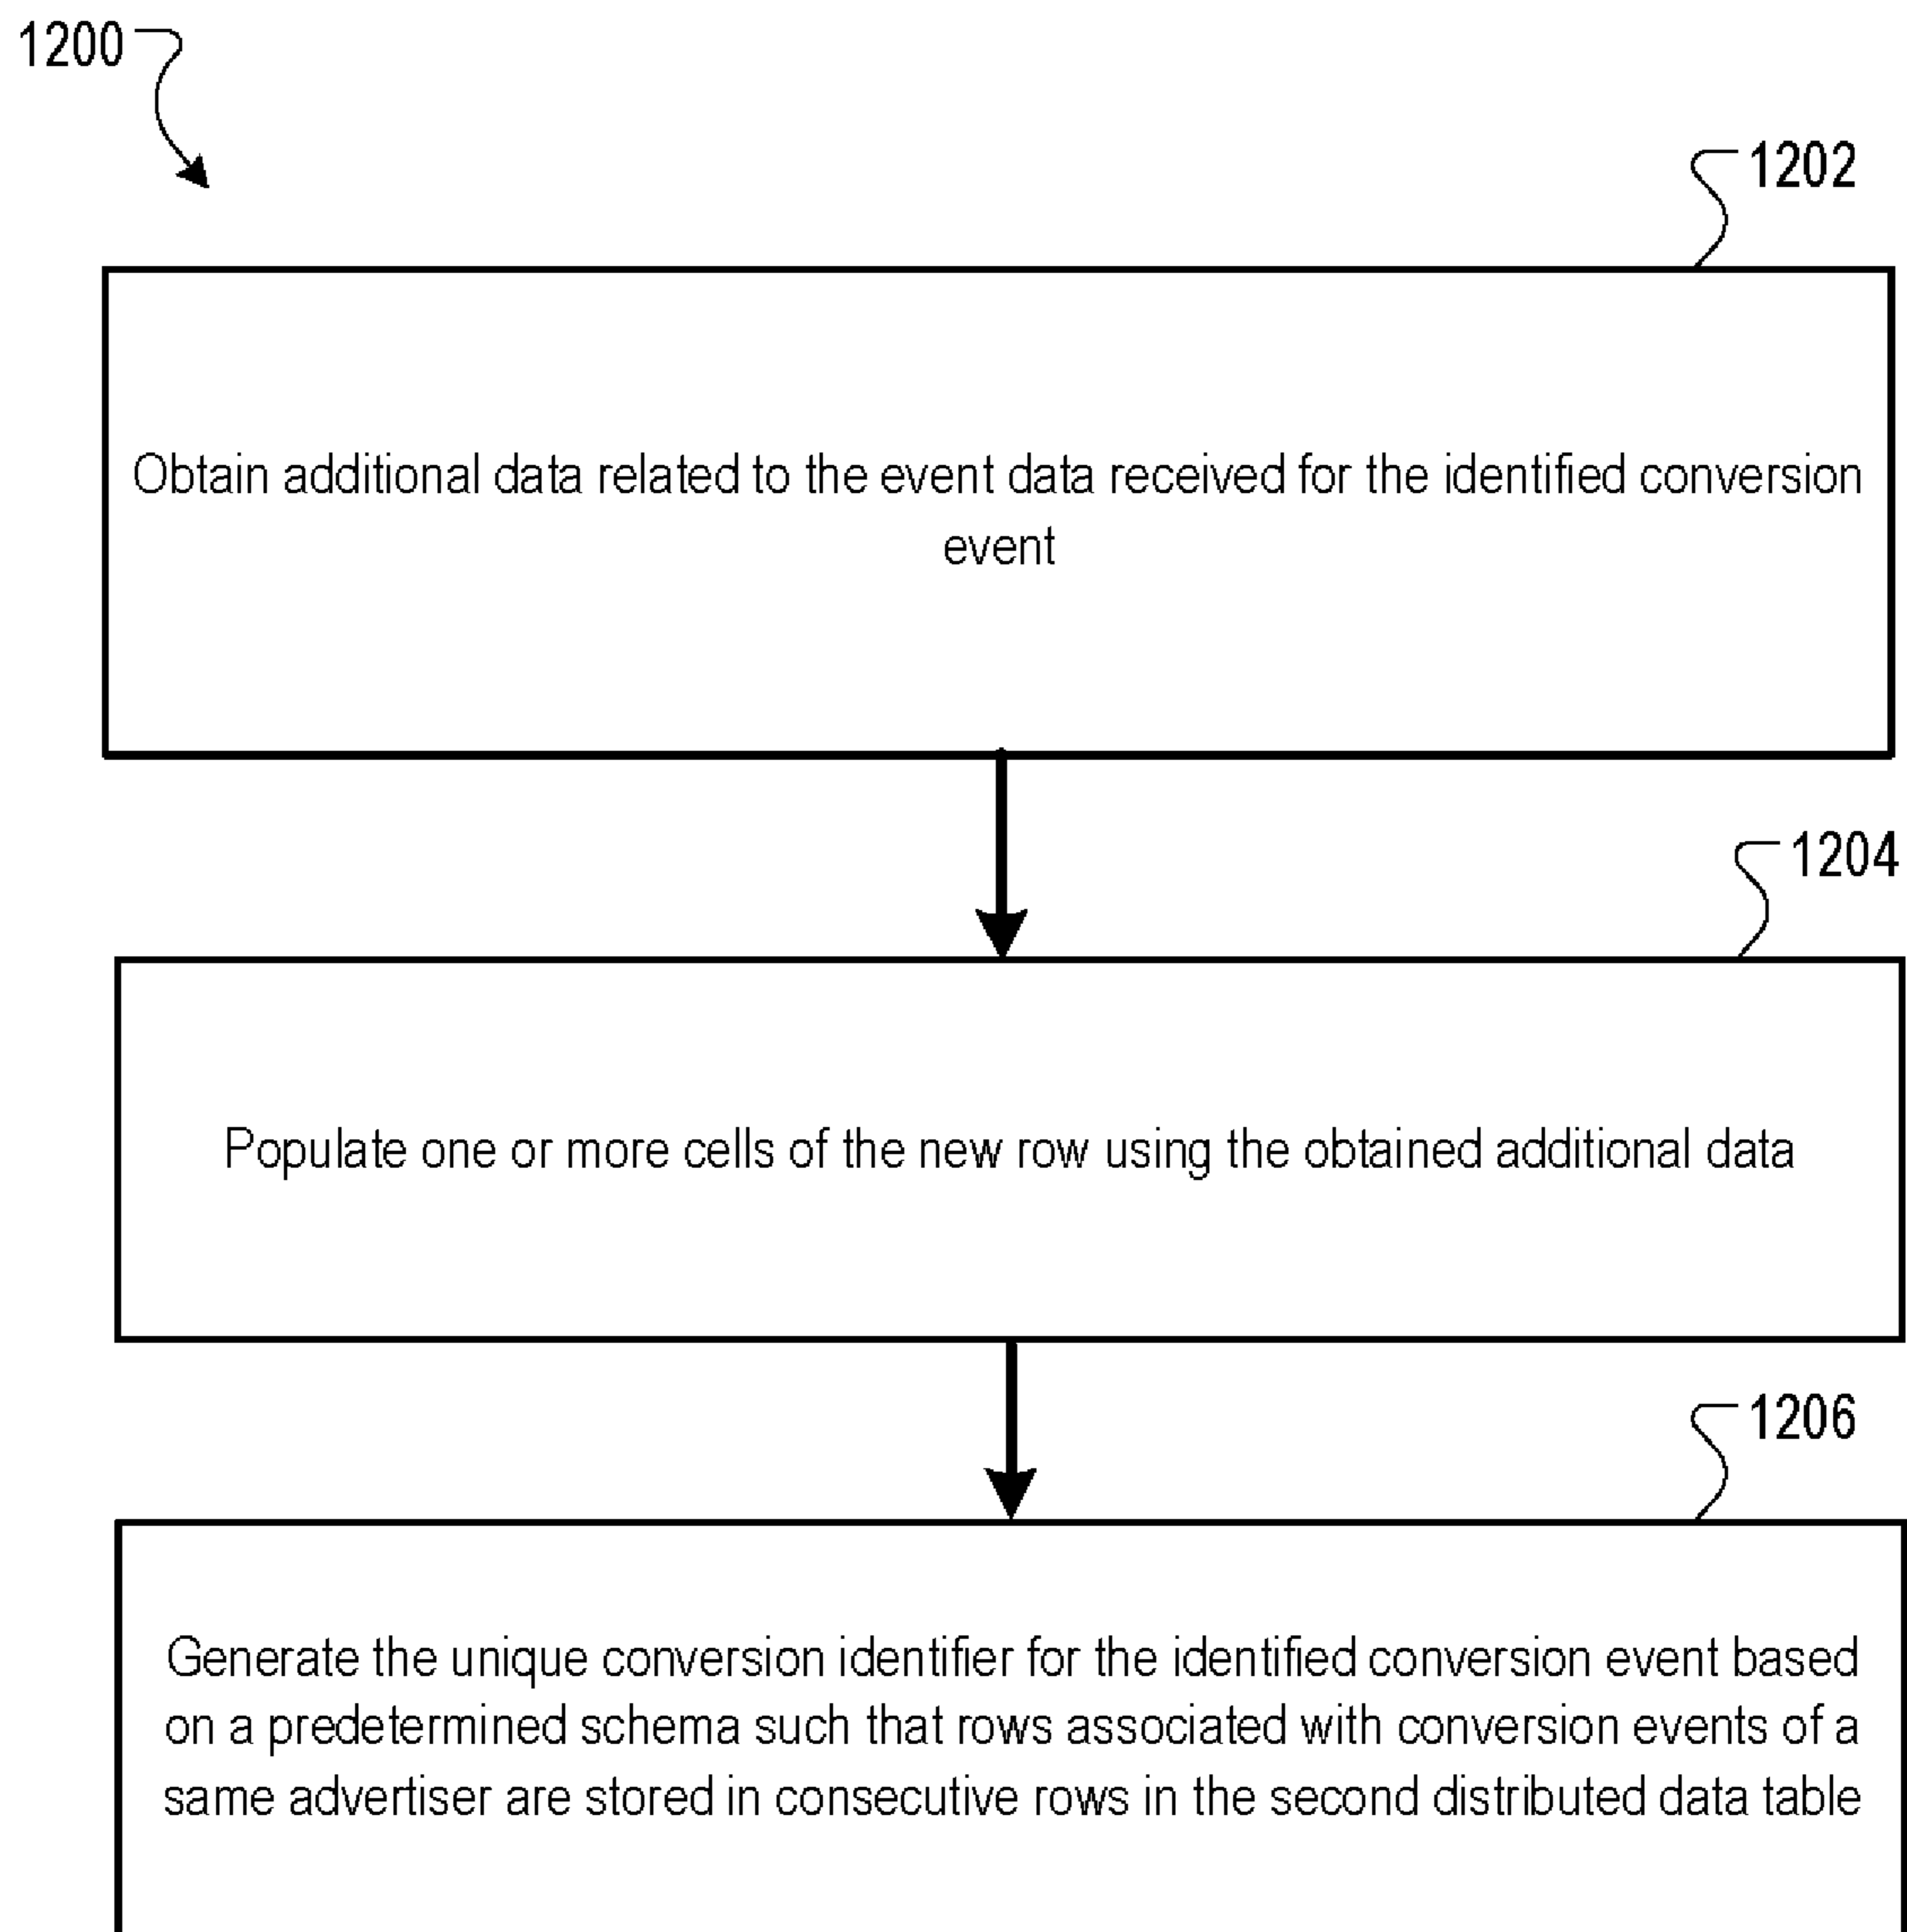 1200
1202
Obtain additional data related to the event data received for the identified conversion
event
1204
Populate one or more cells of the new row using the obtained additional data
1206
Generate the unique conversion identifier for the identified conversion event based
on a predetermined schema such that rows associated with conversion events of a
same advertiser are stored in consecutive rows in the second distributed data table